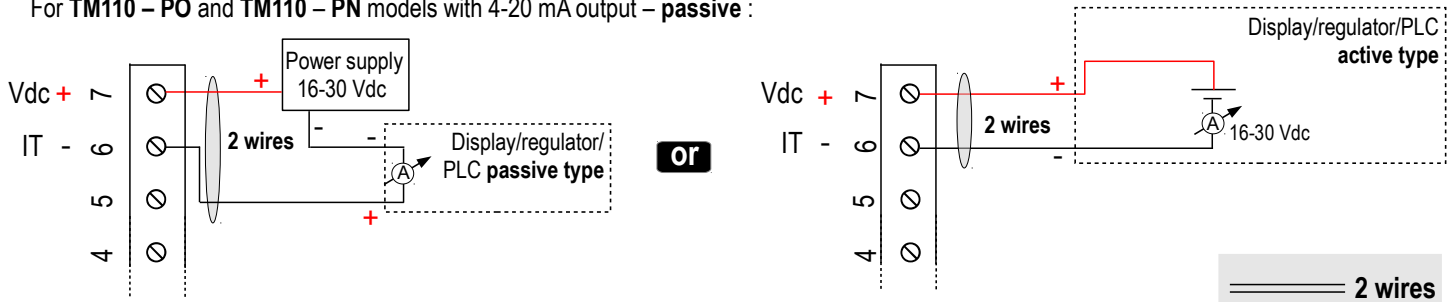 For TM110 – PO and TM110 – PN models with 4-20 mA output – passive :
Vdc + 7
IT - 6
5
4
+
Power supply
16-30 Vdc
2 wires
-
-
Display/regulator/
PLC passive type
A
+
or
Vdc + 7
IT - 6
5
4
2 wires
+
-
Display/regulator/PLC
active type
A
16-30 Vdc
2 wires